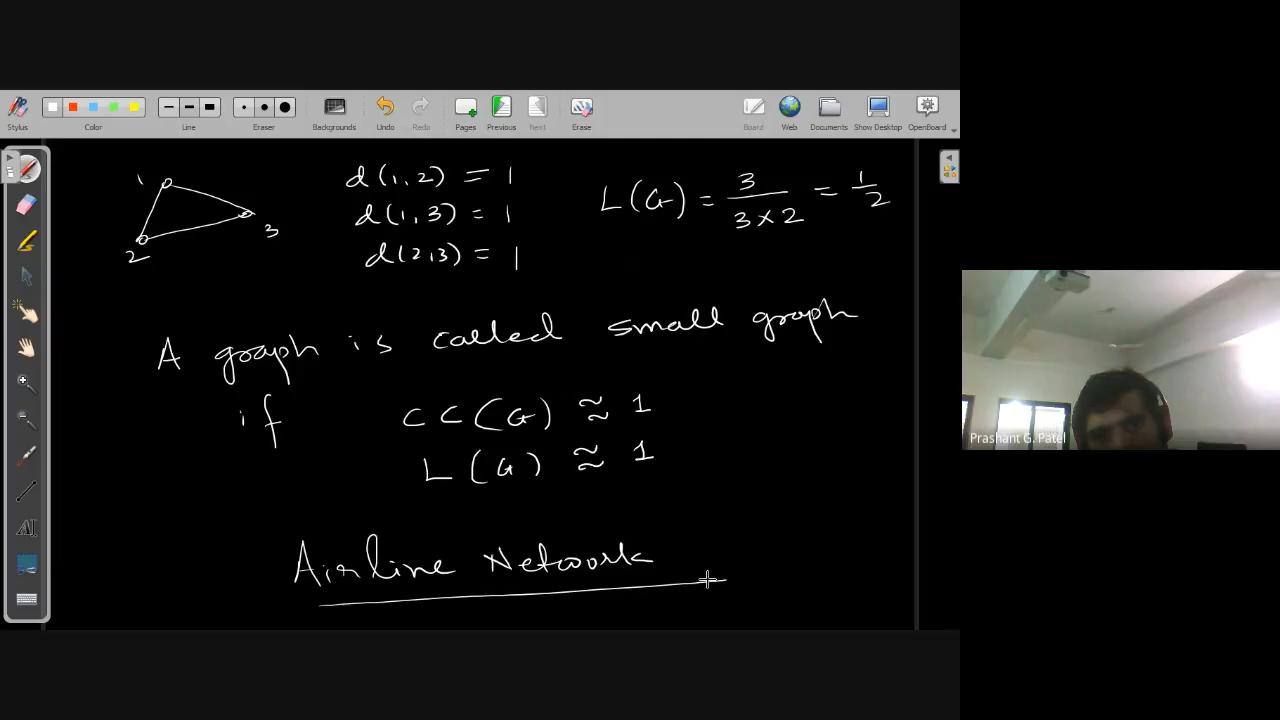 Stylus Color Line Eraser Backgrounds Undo Redo Pages Previous Next Erase Board Web Documents Show Desktop OpenBoard
1
2
3
d(1,2) = 1
d(1,3) = 1
d(2,3) = 1
L(G) = 3 / 3×2 = 1/2
A graph is called small graph
if CC(G) ≈ 1
L(G) ≈ 1
Airline Network
Prashant G. Patel